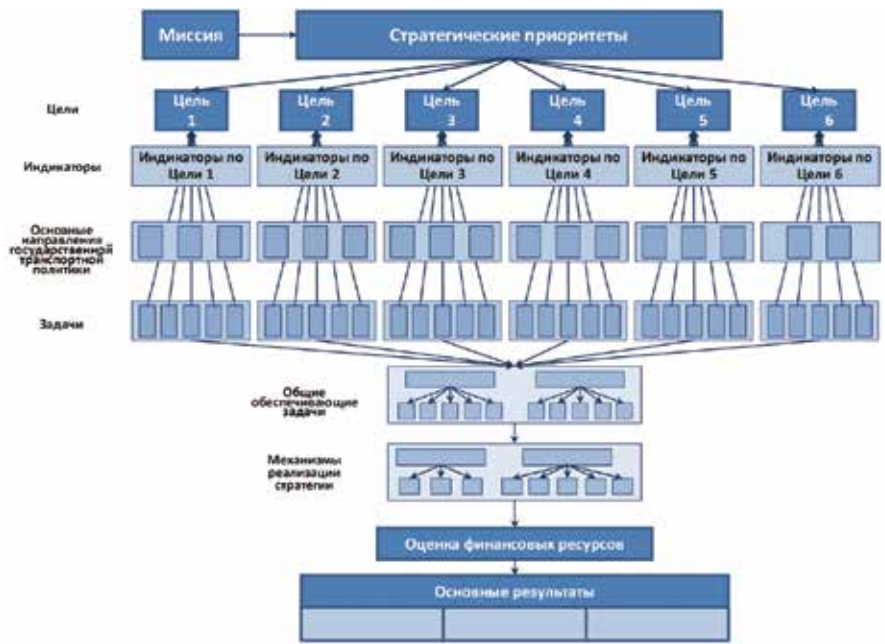 Миссия
Стратегические приоритеты
Цели
Цель
1
Цель
2
Цель
3
Цель
4
Цель
5
Цель
6
Индикаторы
Индикаторы по
Цели 1
Индикаторы по
Цели 2
Индикаторы по
Цели 3
Индикаторы по
Цели 4
Индикаторы по
Цели 5
Индикаторы по
Цели 6
Основные
направления
государственной
транспортной
политики
Задачи
Общие
обеспечивающие
задачи
Механизмы
реализации
стратегии
Оценка финансовых ресурсов
Основные результаты